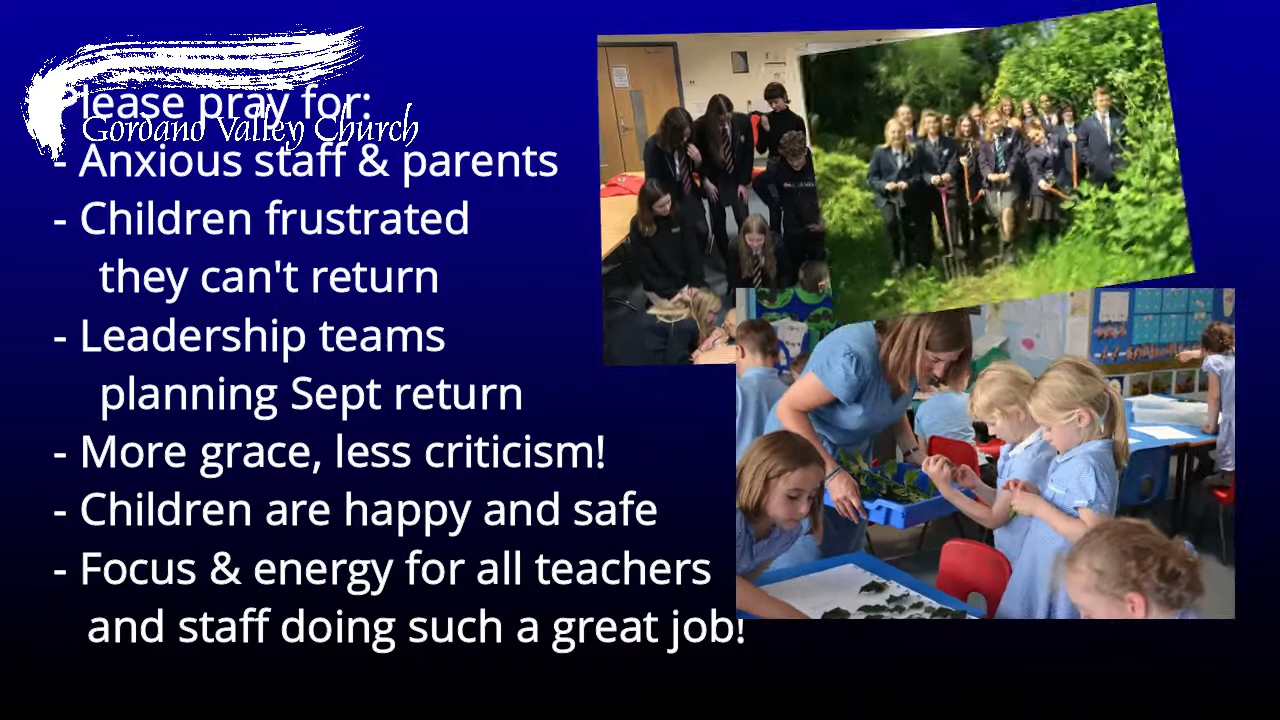 Please pray for:
Gordano Valley Church
- Anxious staff & parents
- Children frustrated
they can't return
- Leadership teams
planning Sept return
- More grace, less criticism!
- Children are happy and safe
- Focus & energy for all teachers
and staff doing such a great job!